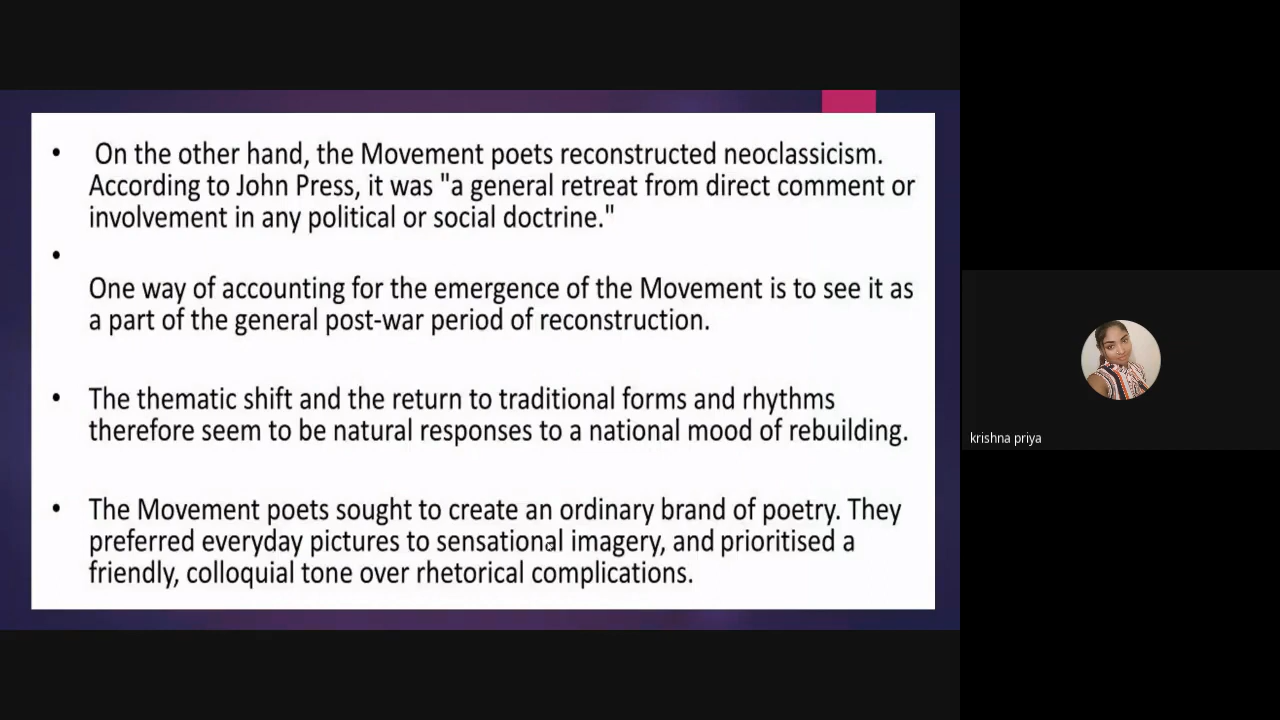 • On the other hand, the Movement poets reconstructed neoclassicism.
According to John Press, it was "a general retreat from direct comment or
involvement in any political or social doctrine."
•
One way of accounting for the emergence of the Movement is to see it as
a part of the general post-war period of reconstruction.
• The thematic shift and the return to traditional forms and rhythms
therefore seem to be natural responses to a national mood of rebuilding.
• The Movement poets sought to create an ordinary brand of poetry. They
preferred everyday pictures to sensational imagery, and prioritised a
friendly, colloquial tone over rhetorical complications.
krishna priya